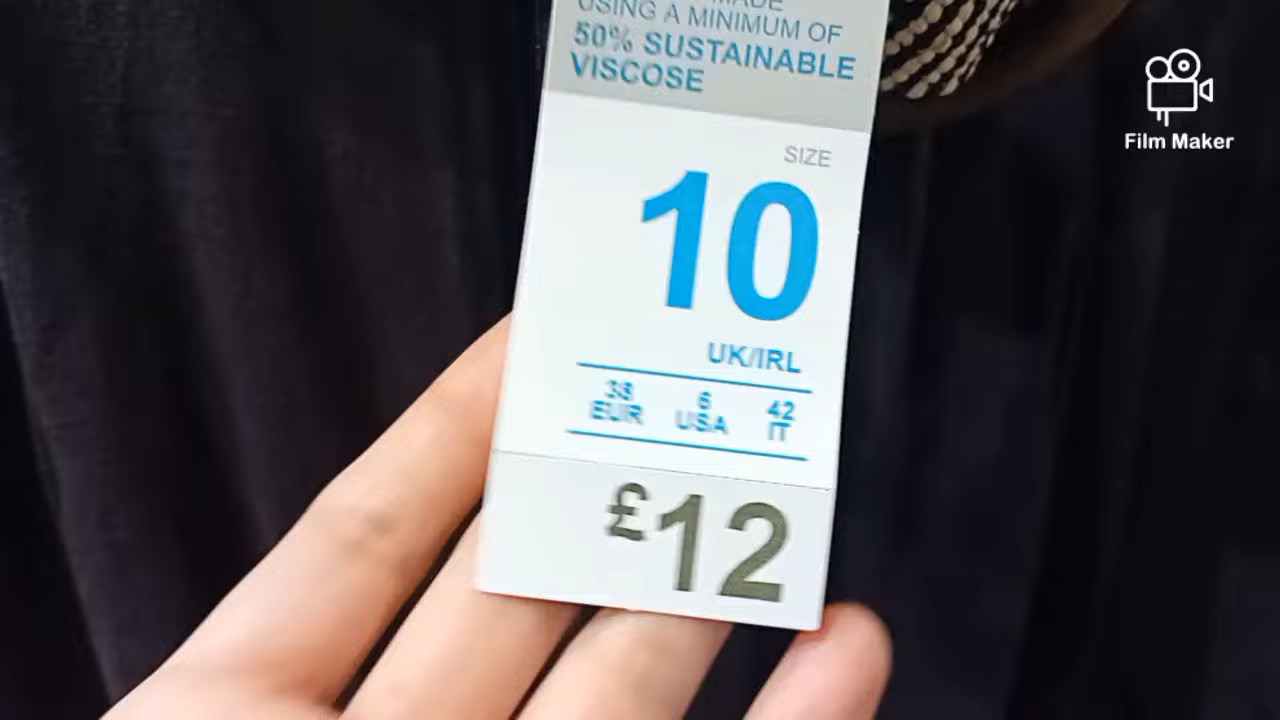 MADE
USING A MINIMUM OF
50% SUSTAINABLE
VISCOSE
SIZE
10
UK/IRL
38 6 42
EUR USA IT
£12
Film Maker